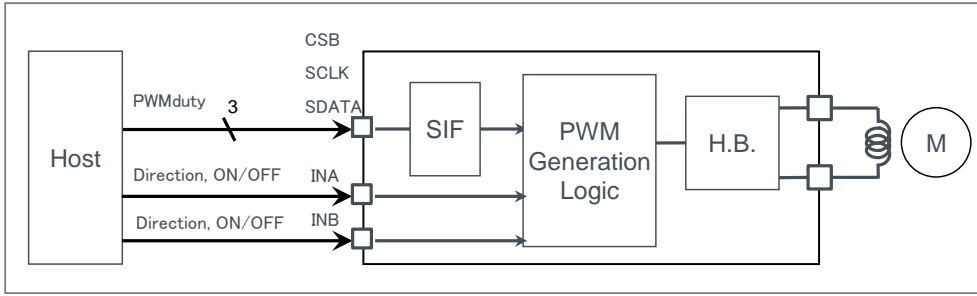 CSB
SCLK
PWMduty
3
SDATA
SIF
PWM
Generation
Logic
H.B.
M
Host
Direction, ON/OFF
INA
Direction, ON/OFF
INB